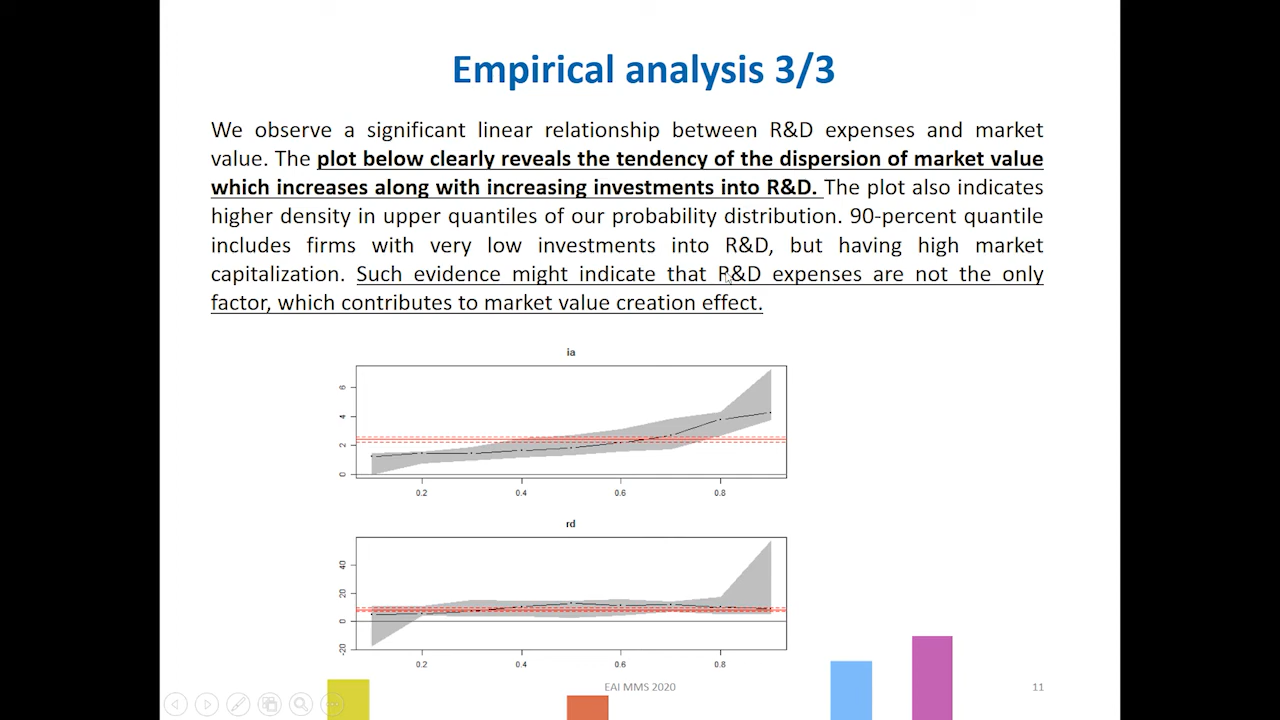 Empirical analysis 3/3
We observe a significant linear relationship between R&D expenses and market
value. The plot below clearly reveals the tendency of the dispersion of market value
which increases along with increasing investments into R&D. The plot also indicates
higher density in upper quantiles of our probability distribution. 90-percent quantile
includes firms with very low investments into R&D, but having high market
capitalization. Such evidence might indicate that R&D expenses are not the only
factor, which contributes to market value creation effect.
ia
6
4
2
0
0.2 0.4 0.6 0.8
rd
40
20
0
-20
0.2 0.4 0.6 0.8
EAI MMS 2020
11